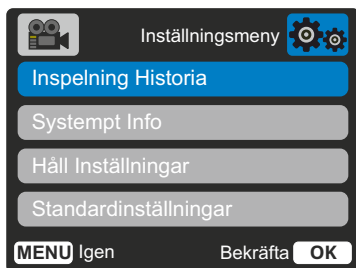 Inställningsmeny
Inspelning Historia
Systempt Info
Håll Inställningar
Standardinställningar
MENU Igen Bekräfta OK